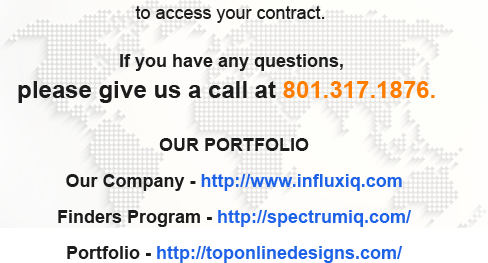 to access your contract.
If you have any questions,
please give us a call at 801.317.1876.
OUR PORTFOLIO
Our Company - http://www.influxiq.com
Finders Program - http://spectrumiq.com/
Portfolio - http://toponlinedesigns.com/